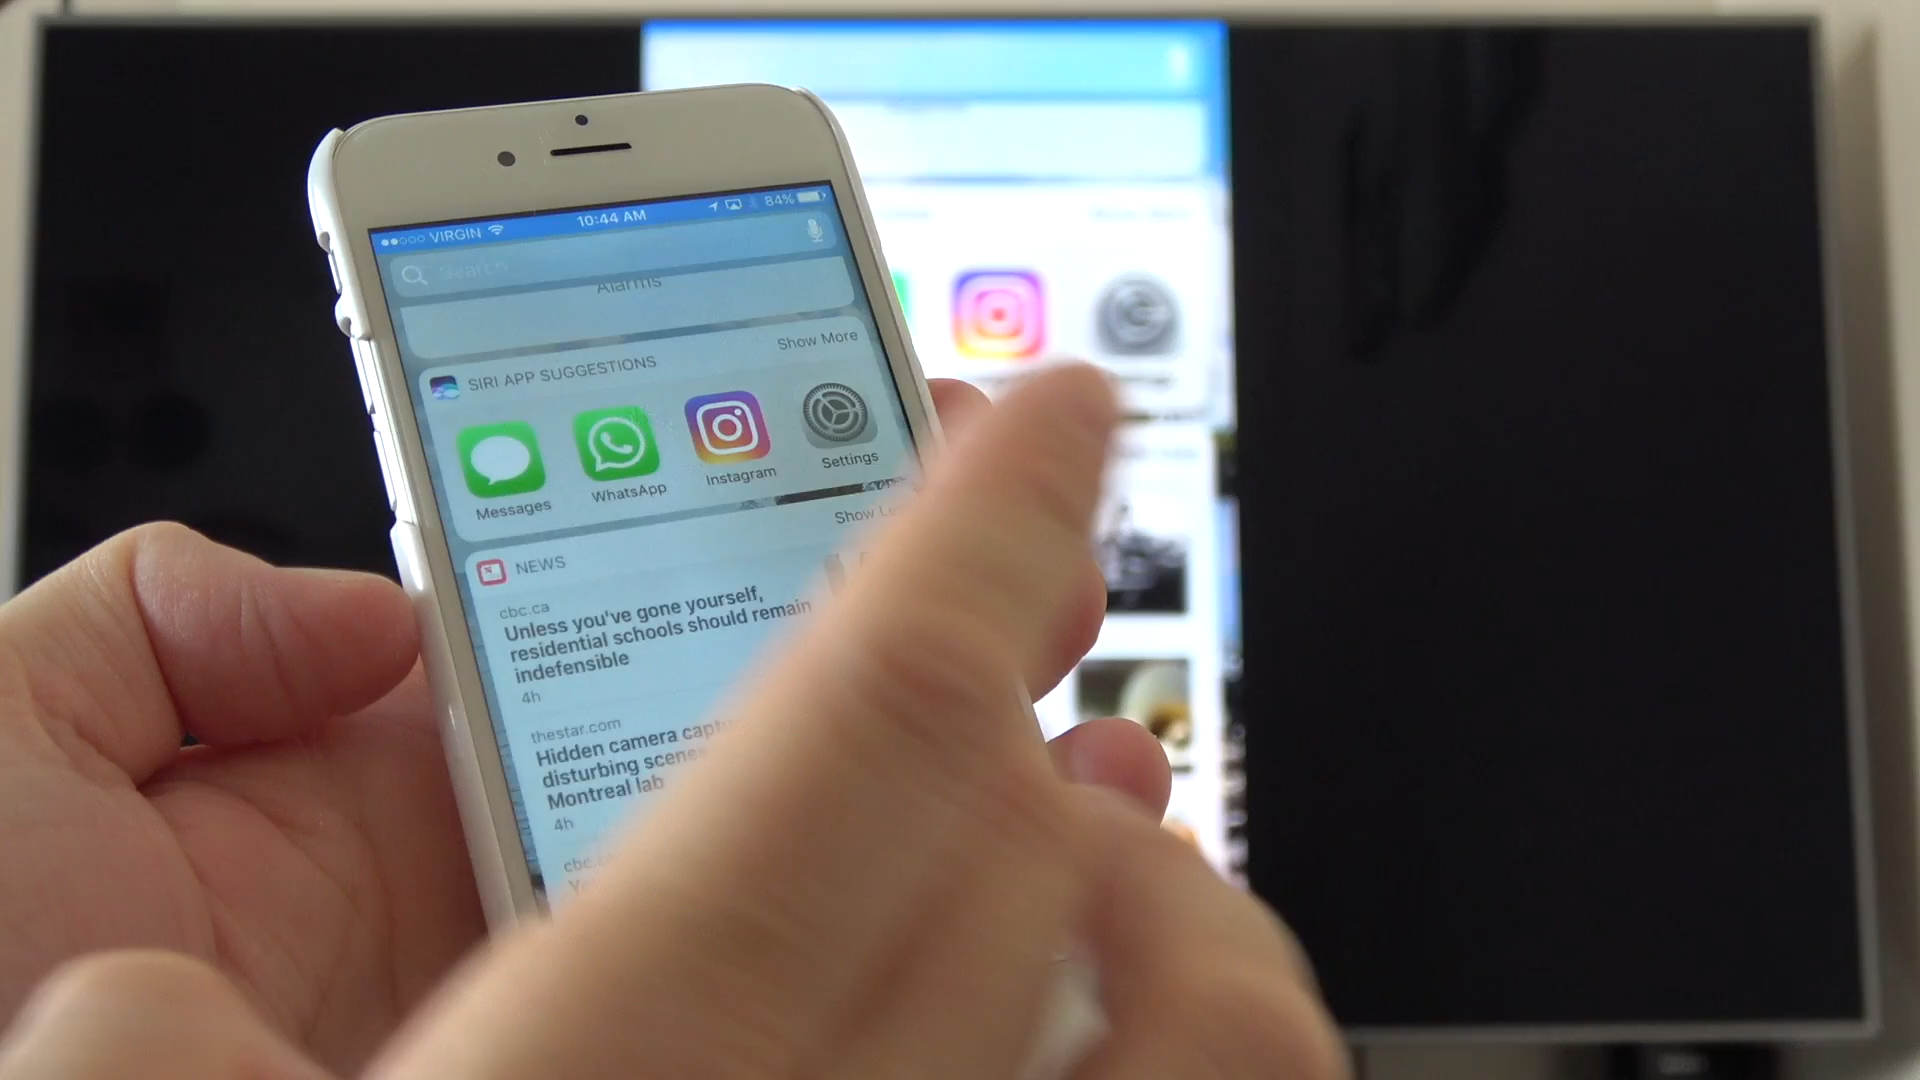 VIRGIN 10:44 AM 84%
Search
Alarms
SIRI APP SUGGESTIONS Show More
Messages WhatsApp Instagram Settings
NEWS Show
cbc.ca
Unless you've gone yourself,
residential schools should remain
indefensible
4h
thestar.com
Hidden camera
disturbing
Montreal lab
4h